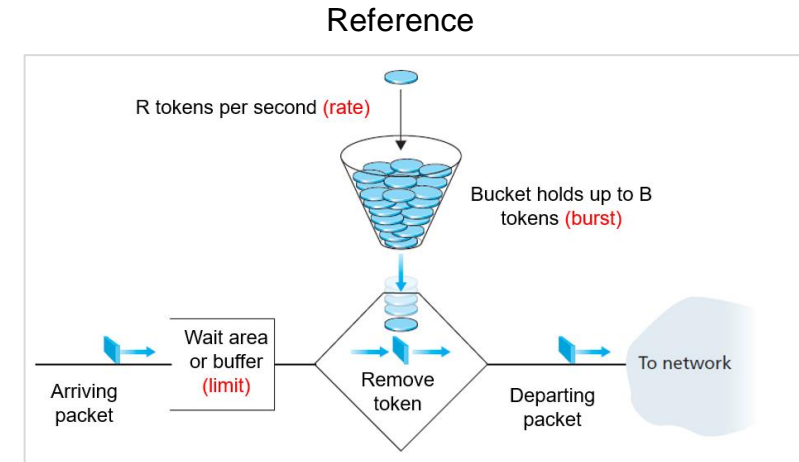 Reference
R tokens per second (rate)
Bucket holds up to B
tokens (burst)
Wait area
or buffer
(limit)
Arriving
packet
Remove
token
Departing
packet
To network